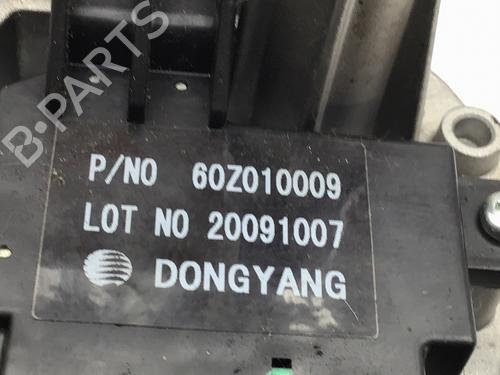 B-PARTS
P/NO 60Z010009
LOT NO 20091007
DONGYANG